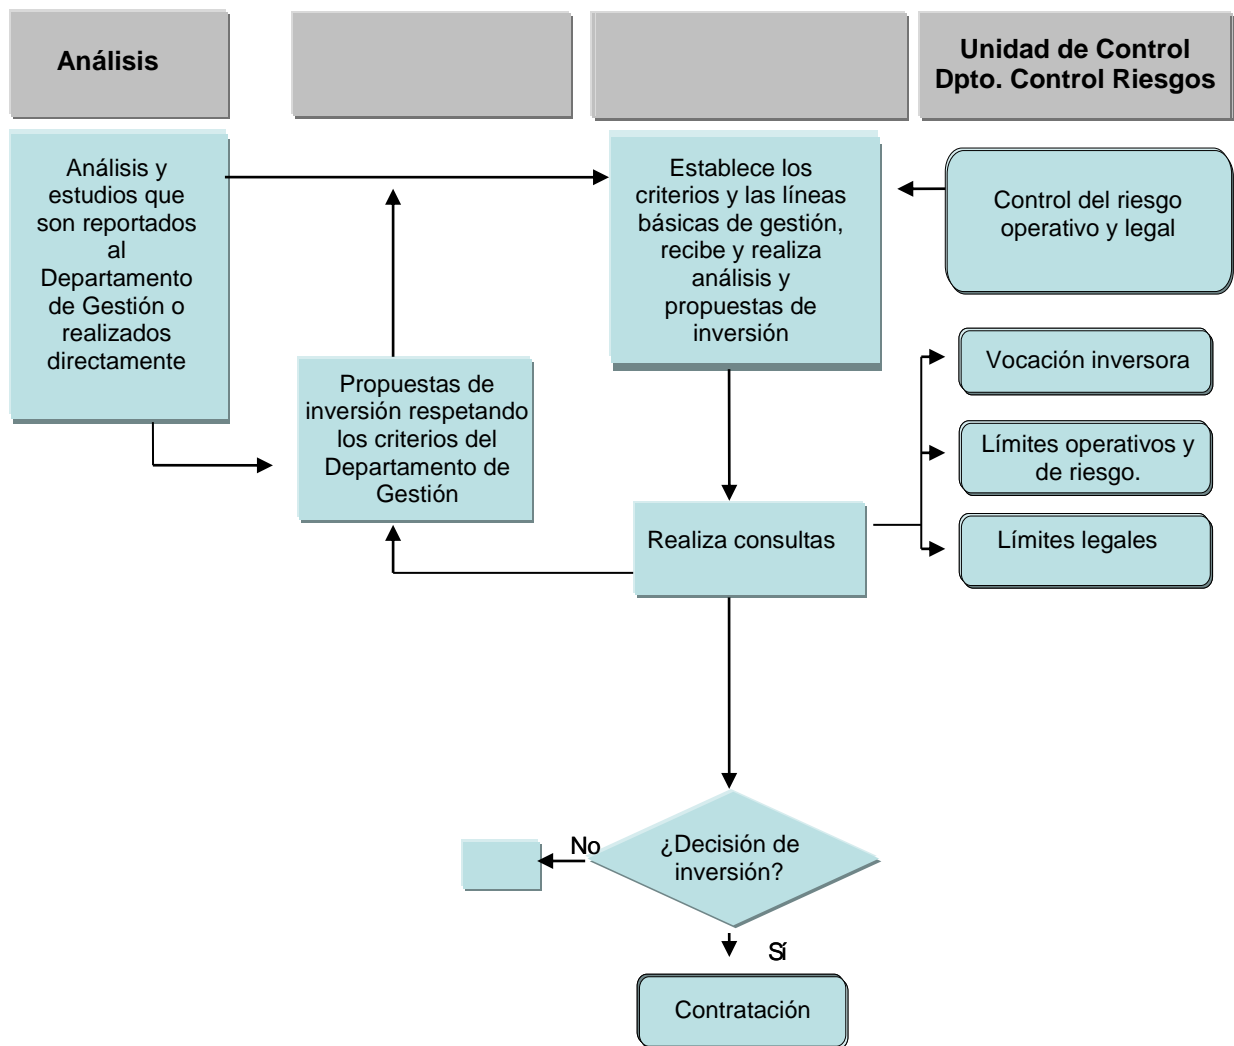 Análisis
Unidad de Control
Dpto. Control Riesgos
Análisis y
estudios que
son reportados
al
Departamento
de Gestión o
realizados
directamente
Establece los
criterios y las líneas
básicas de gestión,
recibe y realiza
análisis y
propuestas de
inversión
Control del riesgo
operativo y legal
Propuestas de
inversión respetando
los criterios del
Departamento de
Gestión
Vocación inversora
Límites operativos y
de riesgo.
Realiza consultas
Límites legales
¿Decisión de
inversión?
No
Sí
Contratación